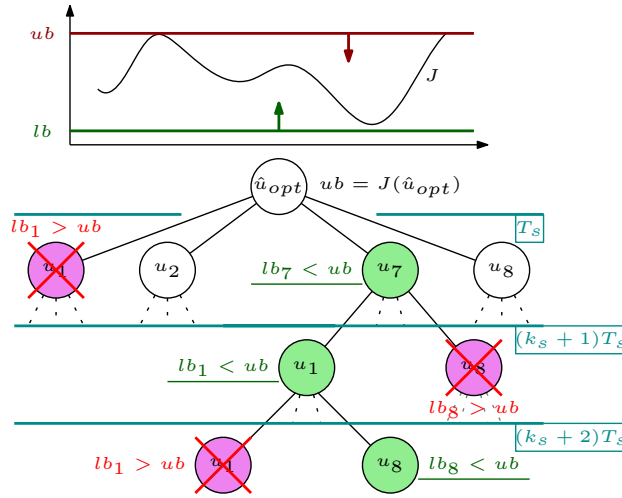 ub
J
lb
û_opt ub = J(û_opt)
lb_1 > ub
T_s
u_1 u_2 lb_7 < ub u_7 u_8
(k_s + 1)T_s
lb_1 < ub u_1 u_8
lb_8 > ub
(k_s + 2)T_s
lb_1 > ub u_1 u_8 lb_8 < ub